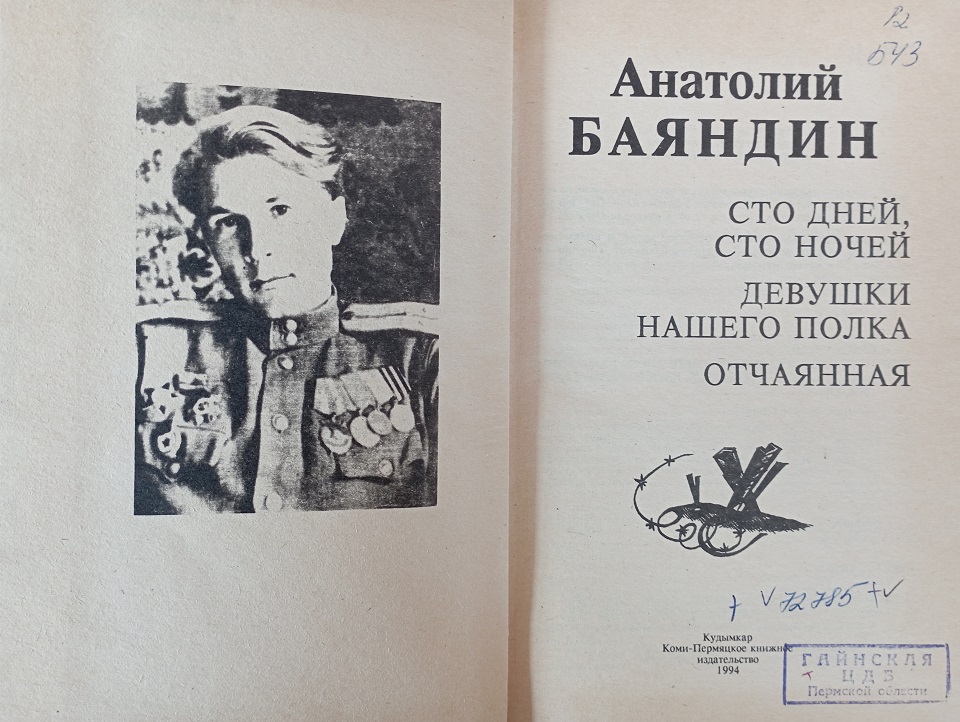 Р2
Б43
Анатолий
БАЯНДИН
СТО ДНЕЙ,
СТО НОЧЕЙ
ДЕВУШКИ
НАШЕГО ПОЛКА
ОТЧАЯННАЯ
72785
Кудымкар
Коми-Пермяцкое книжное
издательство
1994
ГАЙНСКАЯ
ЦДБ
Пермской области